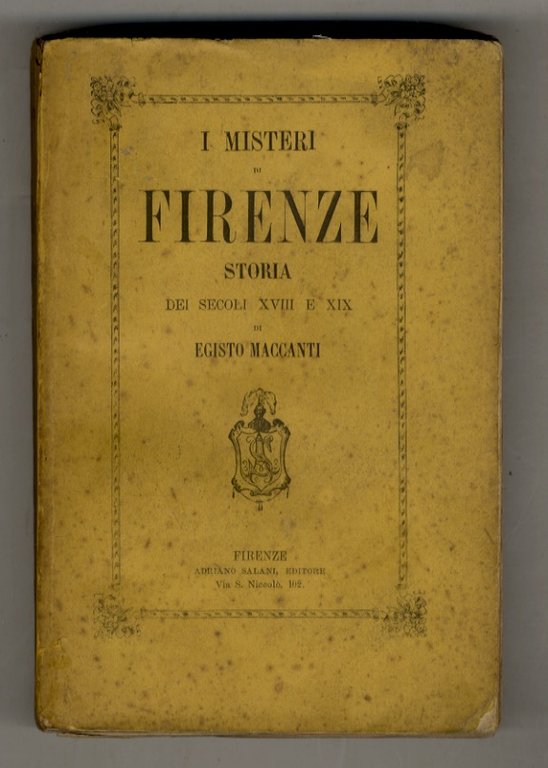 I MISTERI
DI
FIRENZE
STORIA
DEI SECOLI XVIII E XIX
DI
EGISTO MACCANTI
FIRENZE
ADRIANO SALANI, EDITORE
Via S. Niccolò, 102.